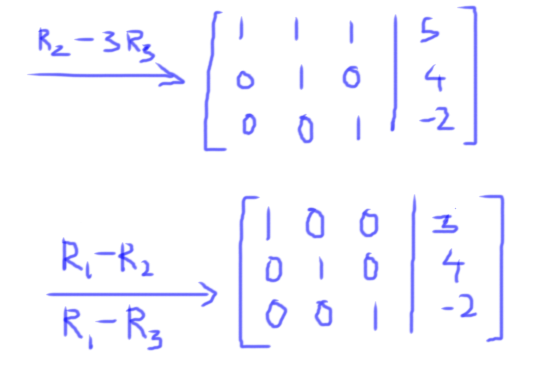 R₂ - 3R₃ → [ 1 1 1 | 5 ]
[ 0 1 0 | 4 ]
[ 0 0 1 | -2 ]
R₁ - R₂
R₁ - R₃ → [ 1 0 0 | 3 ]
[ 0 1 0 | 4 ]
[ 0 0 1 | -2 ]